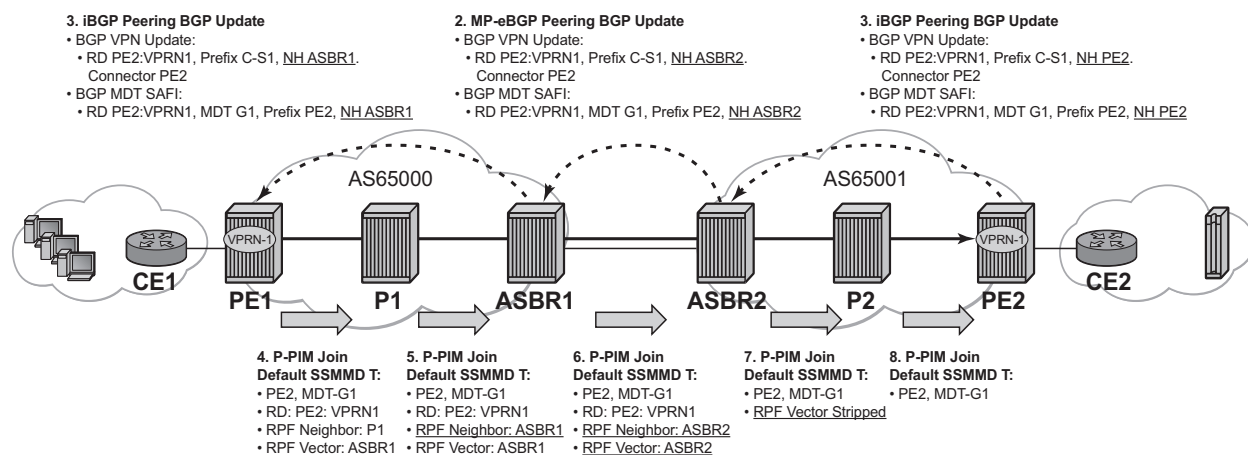 3. iBGP Peering BGP Update
• BGP VPN Update:
• RD PE2:VPRN1, Prefix C-S1, NH ASBR1.
Connector PE2
• BGP MDT SAFI:
• RD PE2:VPRN1, MDT G1, Prefix PE2, NH ASBR1
2. MP-eBGP Peering BGP Update
• BGP VPN Update:
• RD PE2:VPRN1, Prefix C-S1, NH ASBR2.
Connector PE2
• BGP MDT SAFI:
• RD PE2:VPRN1, MDT G1, Prefix PE2, NH ASBR2
3. iBGP Peering BGP Update
• BGP VPN Update:
• RD PE2:VPRN1, Prefix C-S1, NH PE2.
Connector PE2
• BGP MDT SAFI:
• RD PE2:VPRN1, MDT G1, Prefix PE2, NH PE2
AS65000
AS65001
VPRN-1
VPRN-1
CE1
PE1
P1
ASBR1
ASBR2
P2
PE2
CE2
4. P-PIM Join
Default SSMMD T:
• PE2, MDT-G1
• RD: PE2: VPRN1
• RPF Neighbor: P1
• RPF Vector: ASBR1
5. P-PIM Join
Default SSMMD T:
• PE2, MDT-G1
• RD: PE2: VPRN1
• RPF Neighbor: ASBR1
• RPF Vector: ASBR1
6. P-PIM Join
Default SSMMD T:
• PE2, MDT-G1
• RD: PE2: VPRN1
• RPF Neighbor: ASBR2
• RPF Vector: ASBR2
7. P-PIM Join
Default SSMMD T:
• PE2, MDT-G1
• RPF Vector Stripped
8. P-PIM Join
Default SSMMD T:
• PE2, MDT-G1